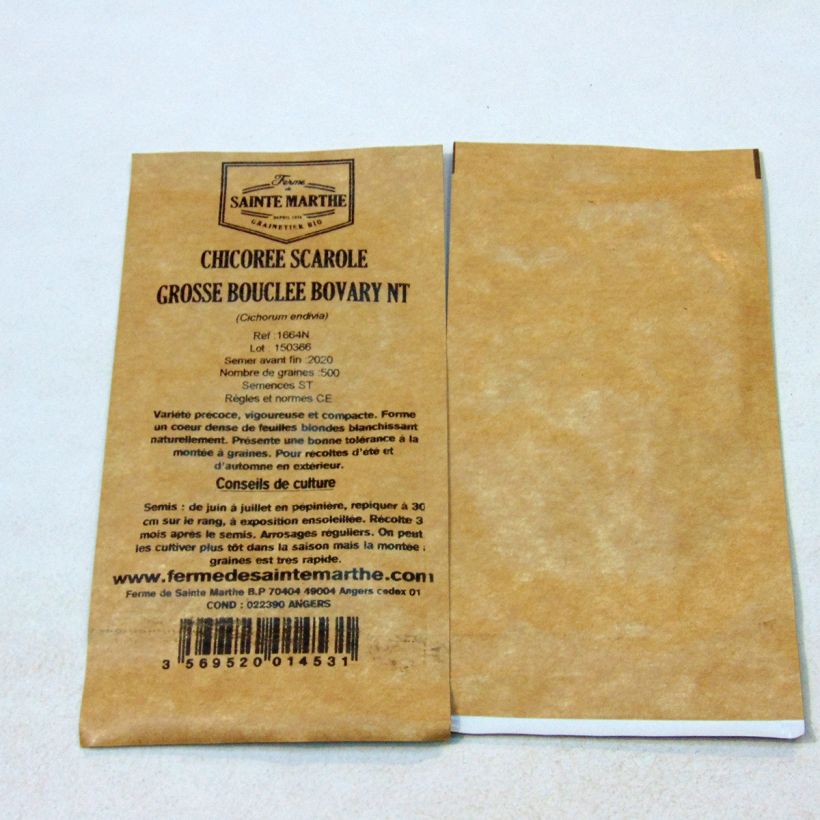 Ferme
de
SAINTE MARTHE
DEPUIS 1974
GRAINETIER BIO
CHICOREE SCAROLE
GROSSE BOUCLEE BOVARY NT
(Cichorum endivia)
Ref :1664N
Lot : 150366
Semer avant fin :2020
Nombre de graines :500
Semences ST
Règles et normes CE
Variété précoce, vigoureuse et compacte. Forme
un coeur dense de feuilles blondes blanchissant
naturellement. Présente une bonne tolérance à la
montée à graines. Pour récoltes d'été et
d'automne en extérieur.
Conseils de culture
Semis : de juin à juillet en pépinière, repiquer à 30
cm sur le rang, à exposition ensoleillée. Récolte 3
mois après le semis. Arrosages réguliers. On peut
les cultiver plus tôt dans la saison mais la montée
graines est tres rapide.
www.fermedesaintemarthe.com
Ferme de Sainte Marthe B.P 70404 49004 Angers cedex 01
COND : 022390 ANGERS
3 569520 014531